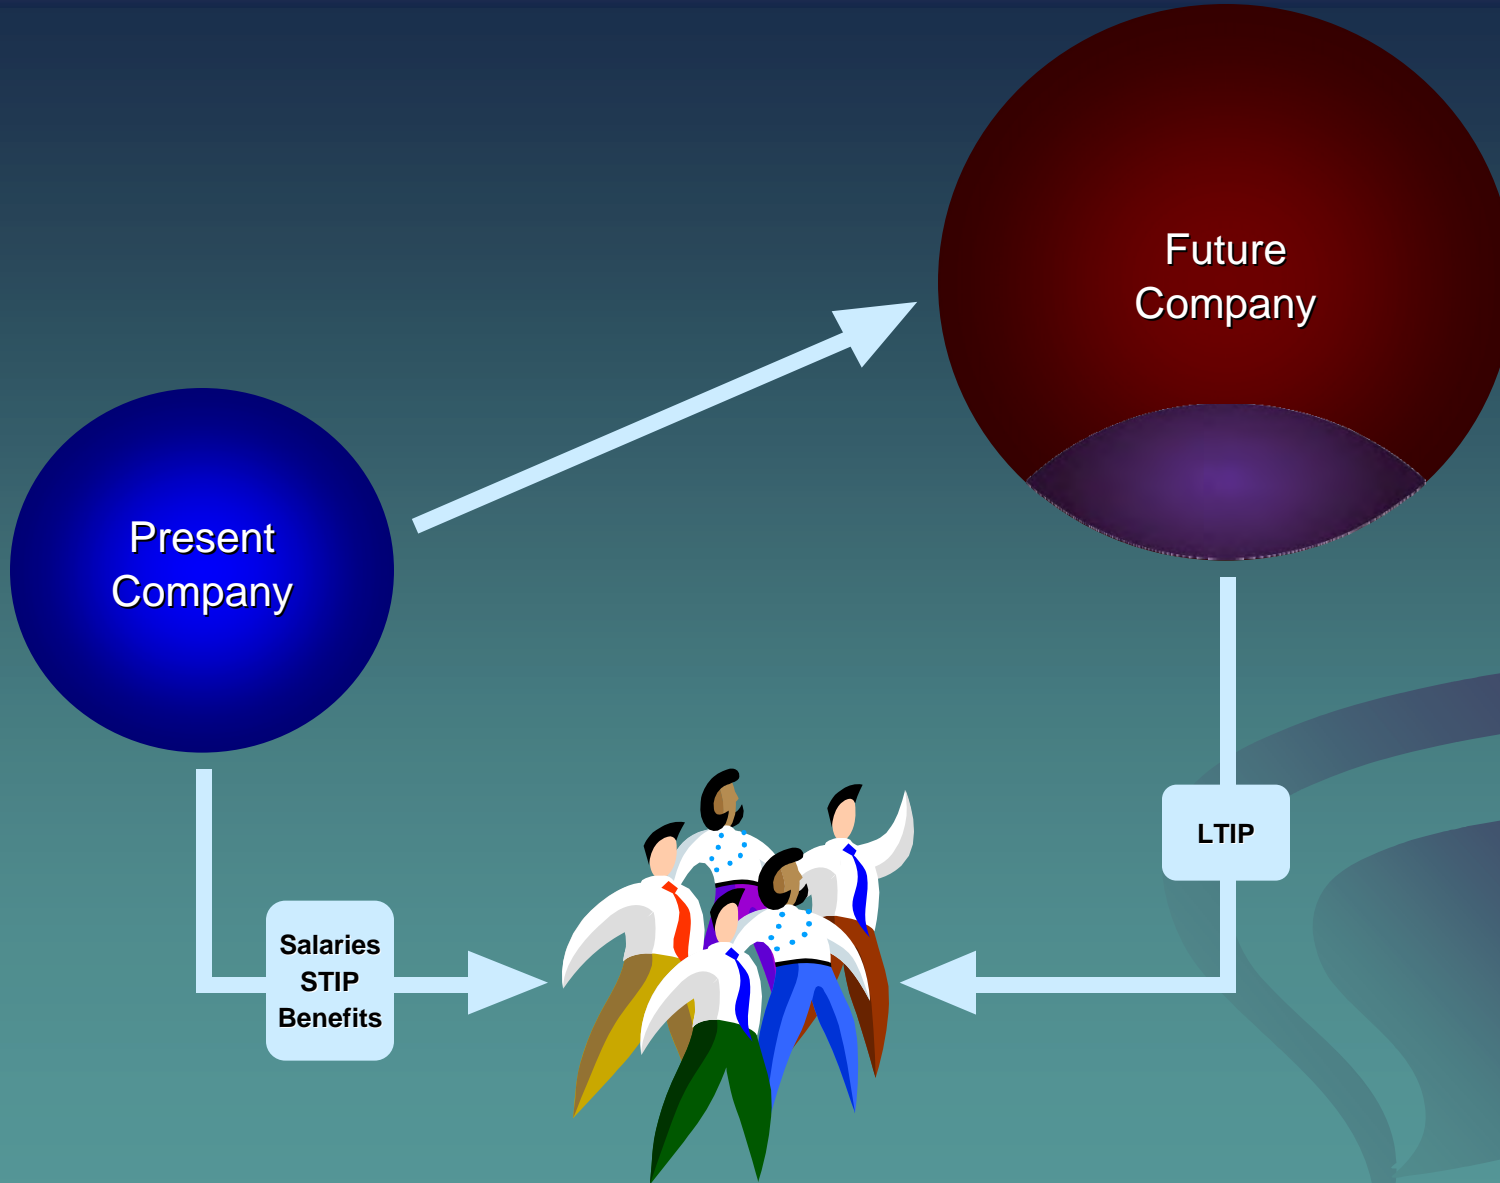 Future
Company
Present
Company
LTIP
Salaries
STIP
Benefits